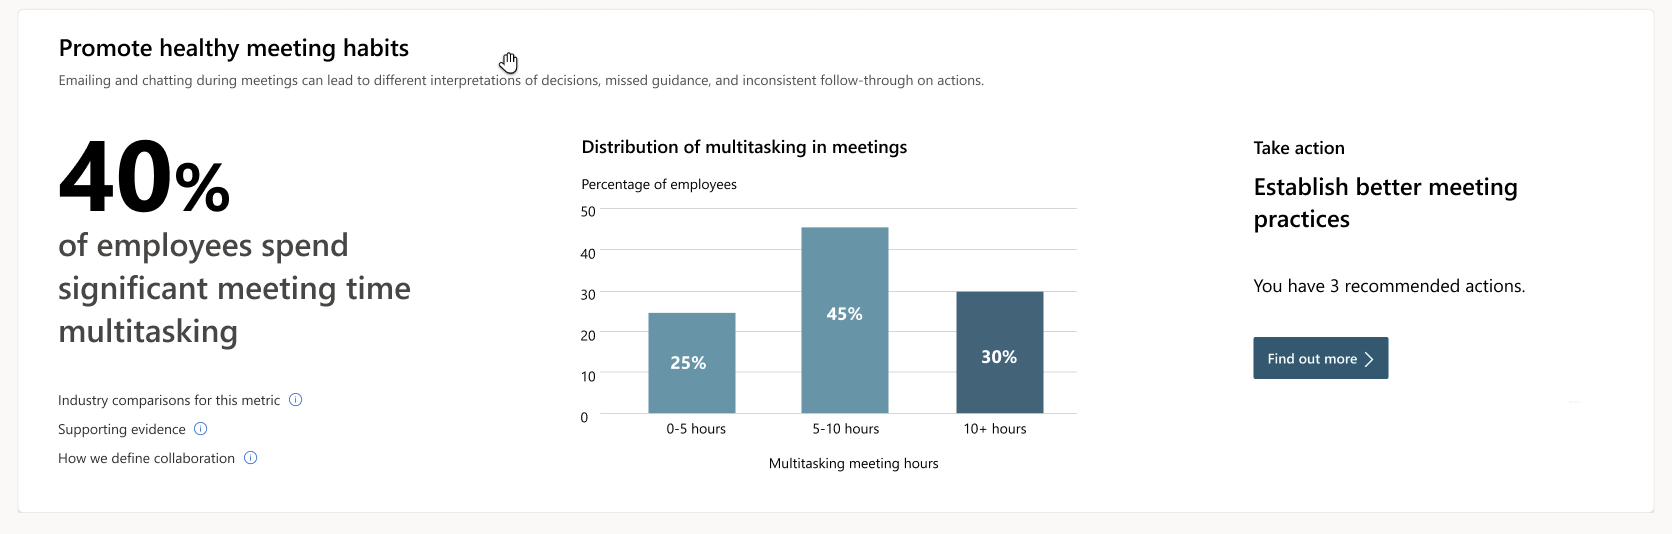 Promote healthy meeting habits
Emailing and chatting during meetings can lead to different interpretations of decisions, missed guidance, and inconsistent follow-through on actions.
40%
of employees spend
significant meeting time
multitasking
Industry comparisons for this metric
Supporting evidence
How we define collaboration
Distribution of multitasking in meetings
Percentage of employees
50
40
30
20
10
0
25%
45%
30%
0-5 hours
5-10 hours
10+ hours
Multitasking meeting hours
Take action
Establish better meeting
practices
You have 3 recommended actions.
Find out more